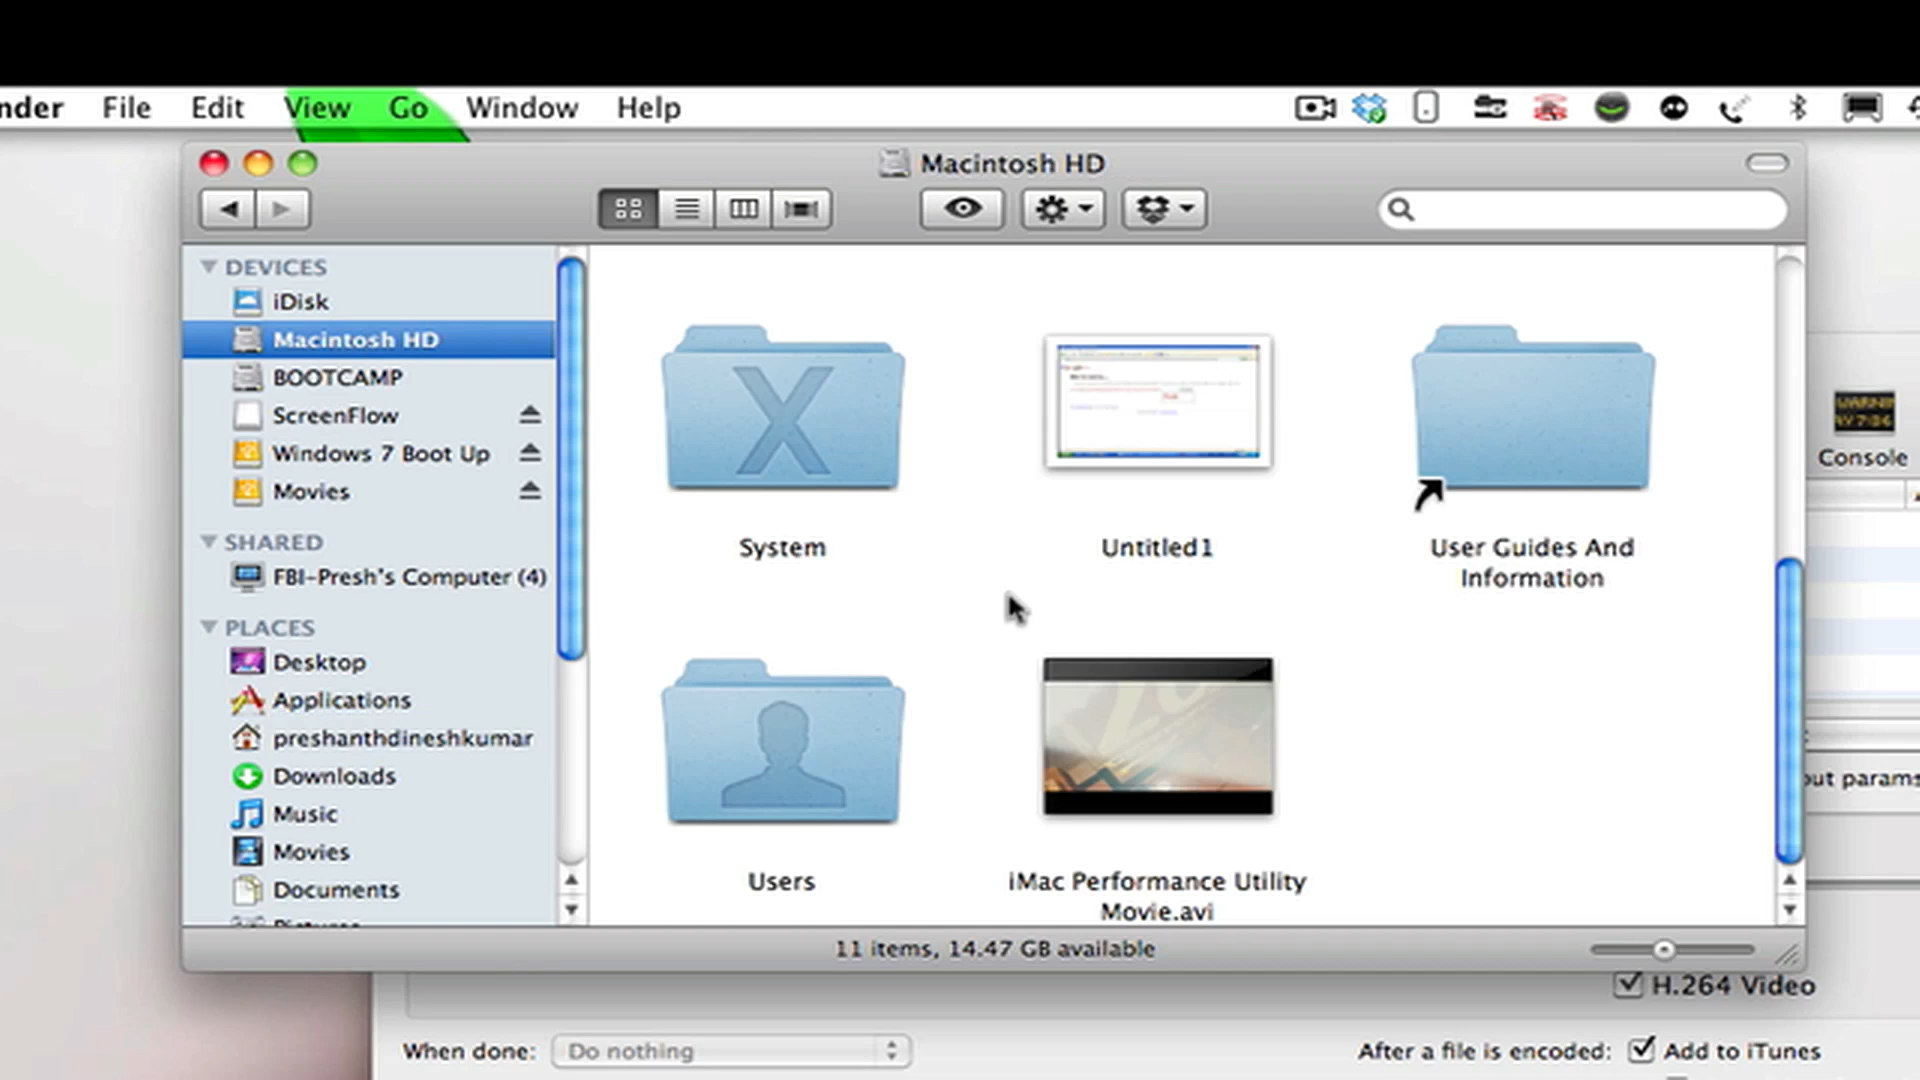 nder File Edit View Go Window Help
Macintosh HD
DEVICES
iDisk
Macintosh HD
BOOTCAMP
ScreenFlow
Windows 7 Boot Up
Movies
SHARED
FBI-Presh's Computer (4)
PLACES
Desktop
Applications
preshanthdineshkumar
Downloads
Music
Movies
Documents
Pictures
System
Untitled1
User Guides And
Information
Users
iMac Performance Utility
Movie.avi
11 items, 14.47 GB available
Console
out params
H.264 Video
When done: Do nothing
After a file is encoded: Add to iTunes